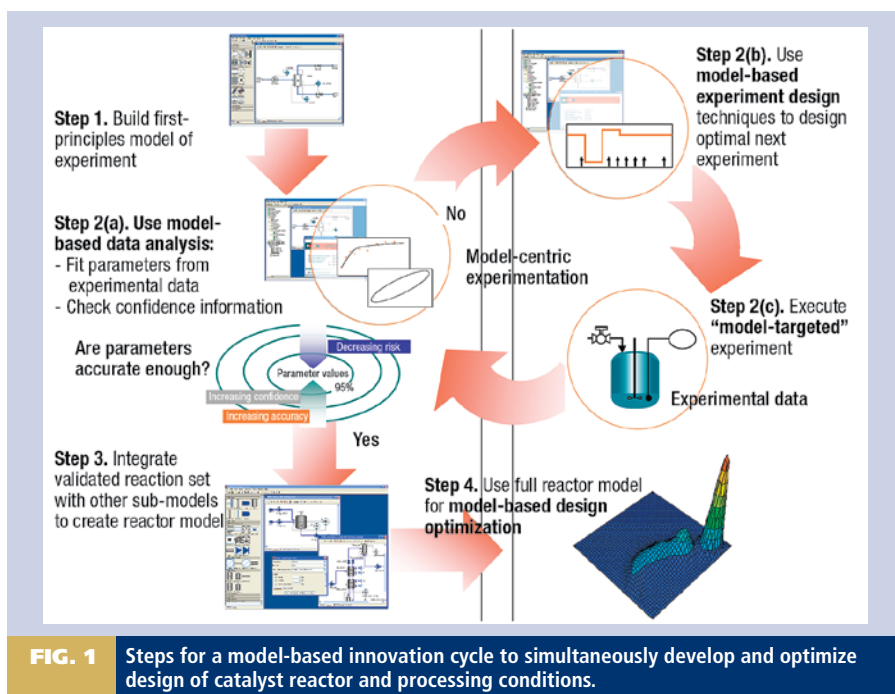 Step 1. Build first-
principles model of
experiment
Step 2(b). Use
model-based
experiment design
techniques to design
optimal next
experiment
No
Step 2(a). Use model-
based data analysis:
- Fit parameters from
experimental data
- Check confidence information
Model-centric
experimentation
Step 2(c). Execute
“model-targeted”
experiment
Experimental data
Are parameters
accurate enough?
Decreasing risk
Parameter values
95%
Increasing confidence
Increasing accuracy
Yes
Step 3. Integrate
validated reaction set
with other sub-models
to create reactor model
Step 4. Use full reactor model
for model-based design
optimization
FIG. 1
Steps for a model-based innovation cycle to simultaneously develop and optimize
design of catalyst reactor and processing conditions.